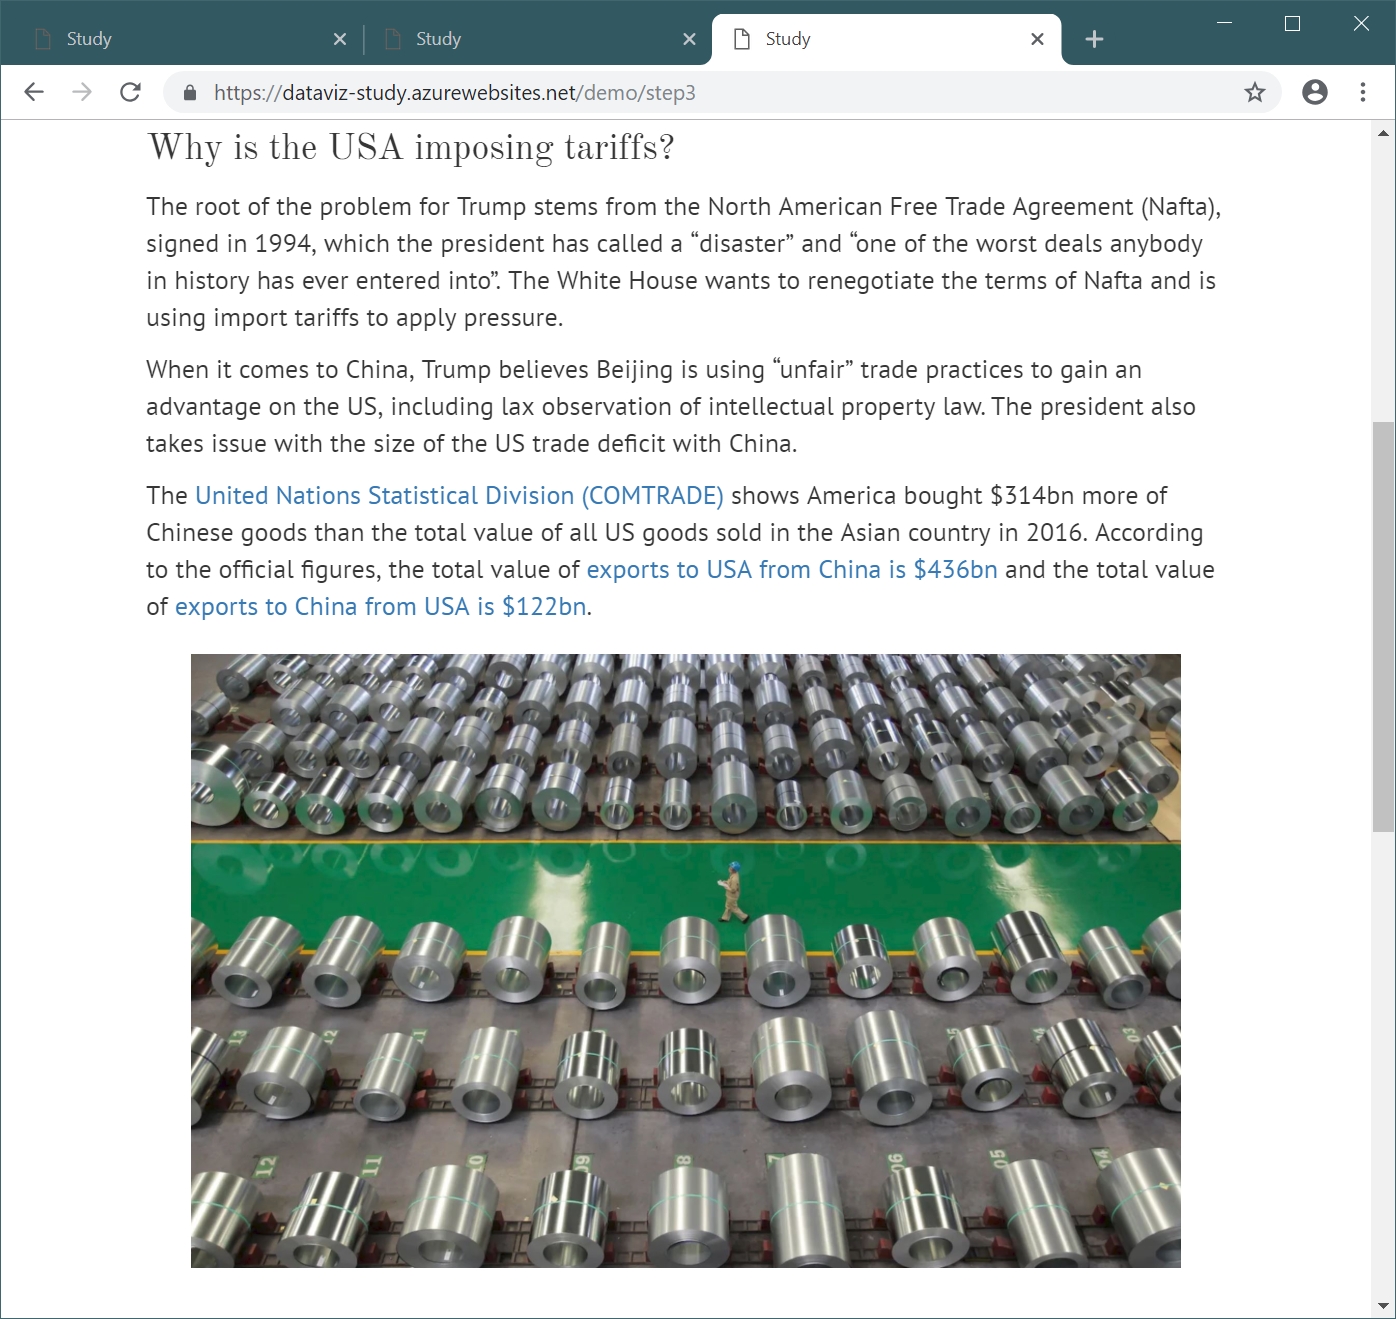 Study
Study
Study
https://dataviz-study.azurewebsites.net/demo/step3
Why is the USA imposing tariffs?
The root of the problem for Trump stems from the North American Free Trade Agreement (Nafta),
signed in 1994, which the president has called a “disaster” and “one of the worst deals anybody
in history has ever entered into”. The White House wants to renegotiate the terms of Nafta and is
using import tariffs to apply pressure.
When it comes to China, Trump believes Beijing is using “unfair” trade practices to gain an
advantage on the US, including lax observation of intellectual property law. The president also
takes issue with the size of the US trade deficit with China.
The United Nations Statistical Division (COMTRADE) shows America bought $314bn more of
Chinese goods than the total value of all US goods sold in the Asian country in 2016. According
to the official figures, the total value of exports to USA from China is $436bn and the total value
of exports to China from USA is $122bn.
12 11 10 09 8 7 06 05 04